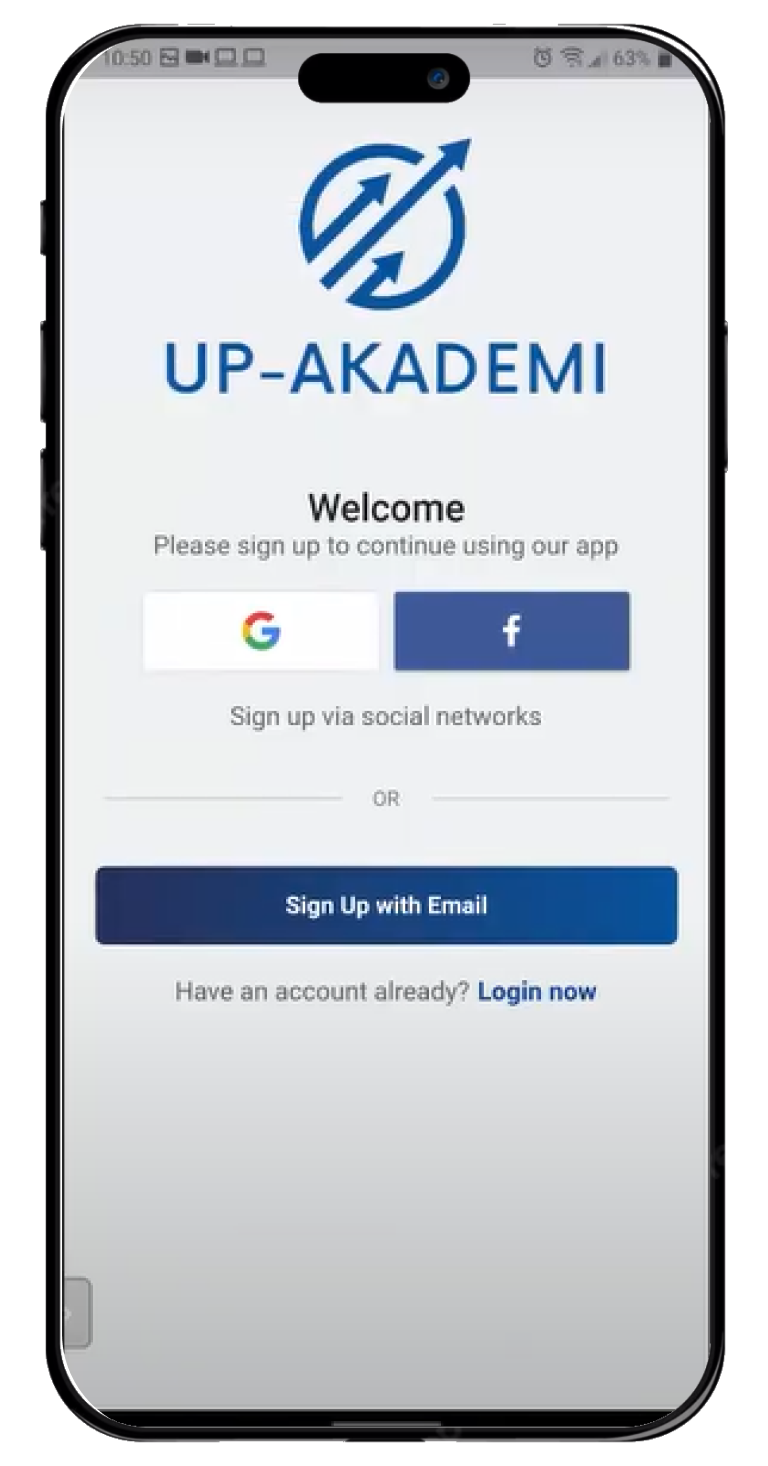 10:50 63%
UP-AKADEMI
Welcome
Please sign up to continue using our app
G f
Sign up via social networks
OR
Sign Up with Email
Have an account already? Login now